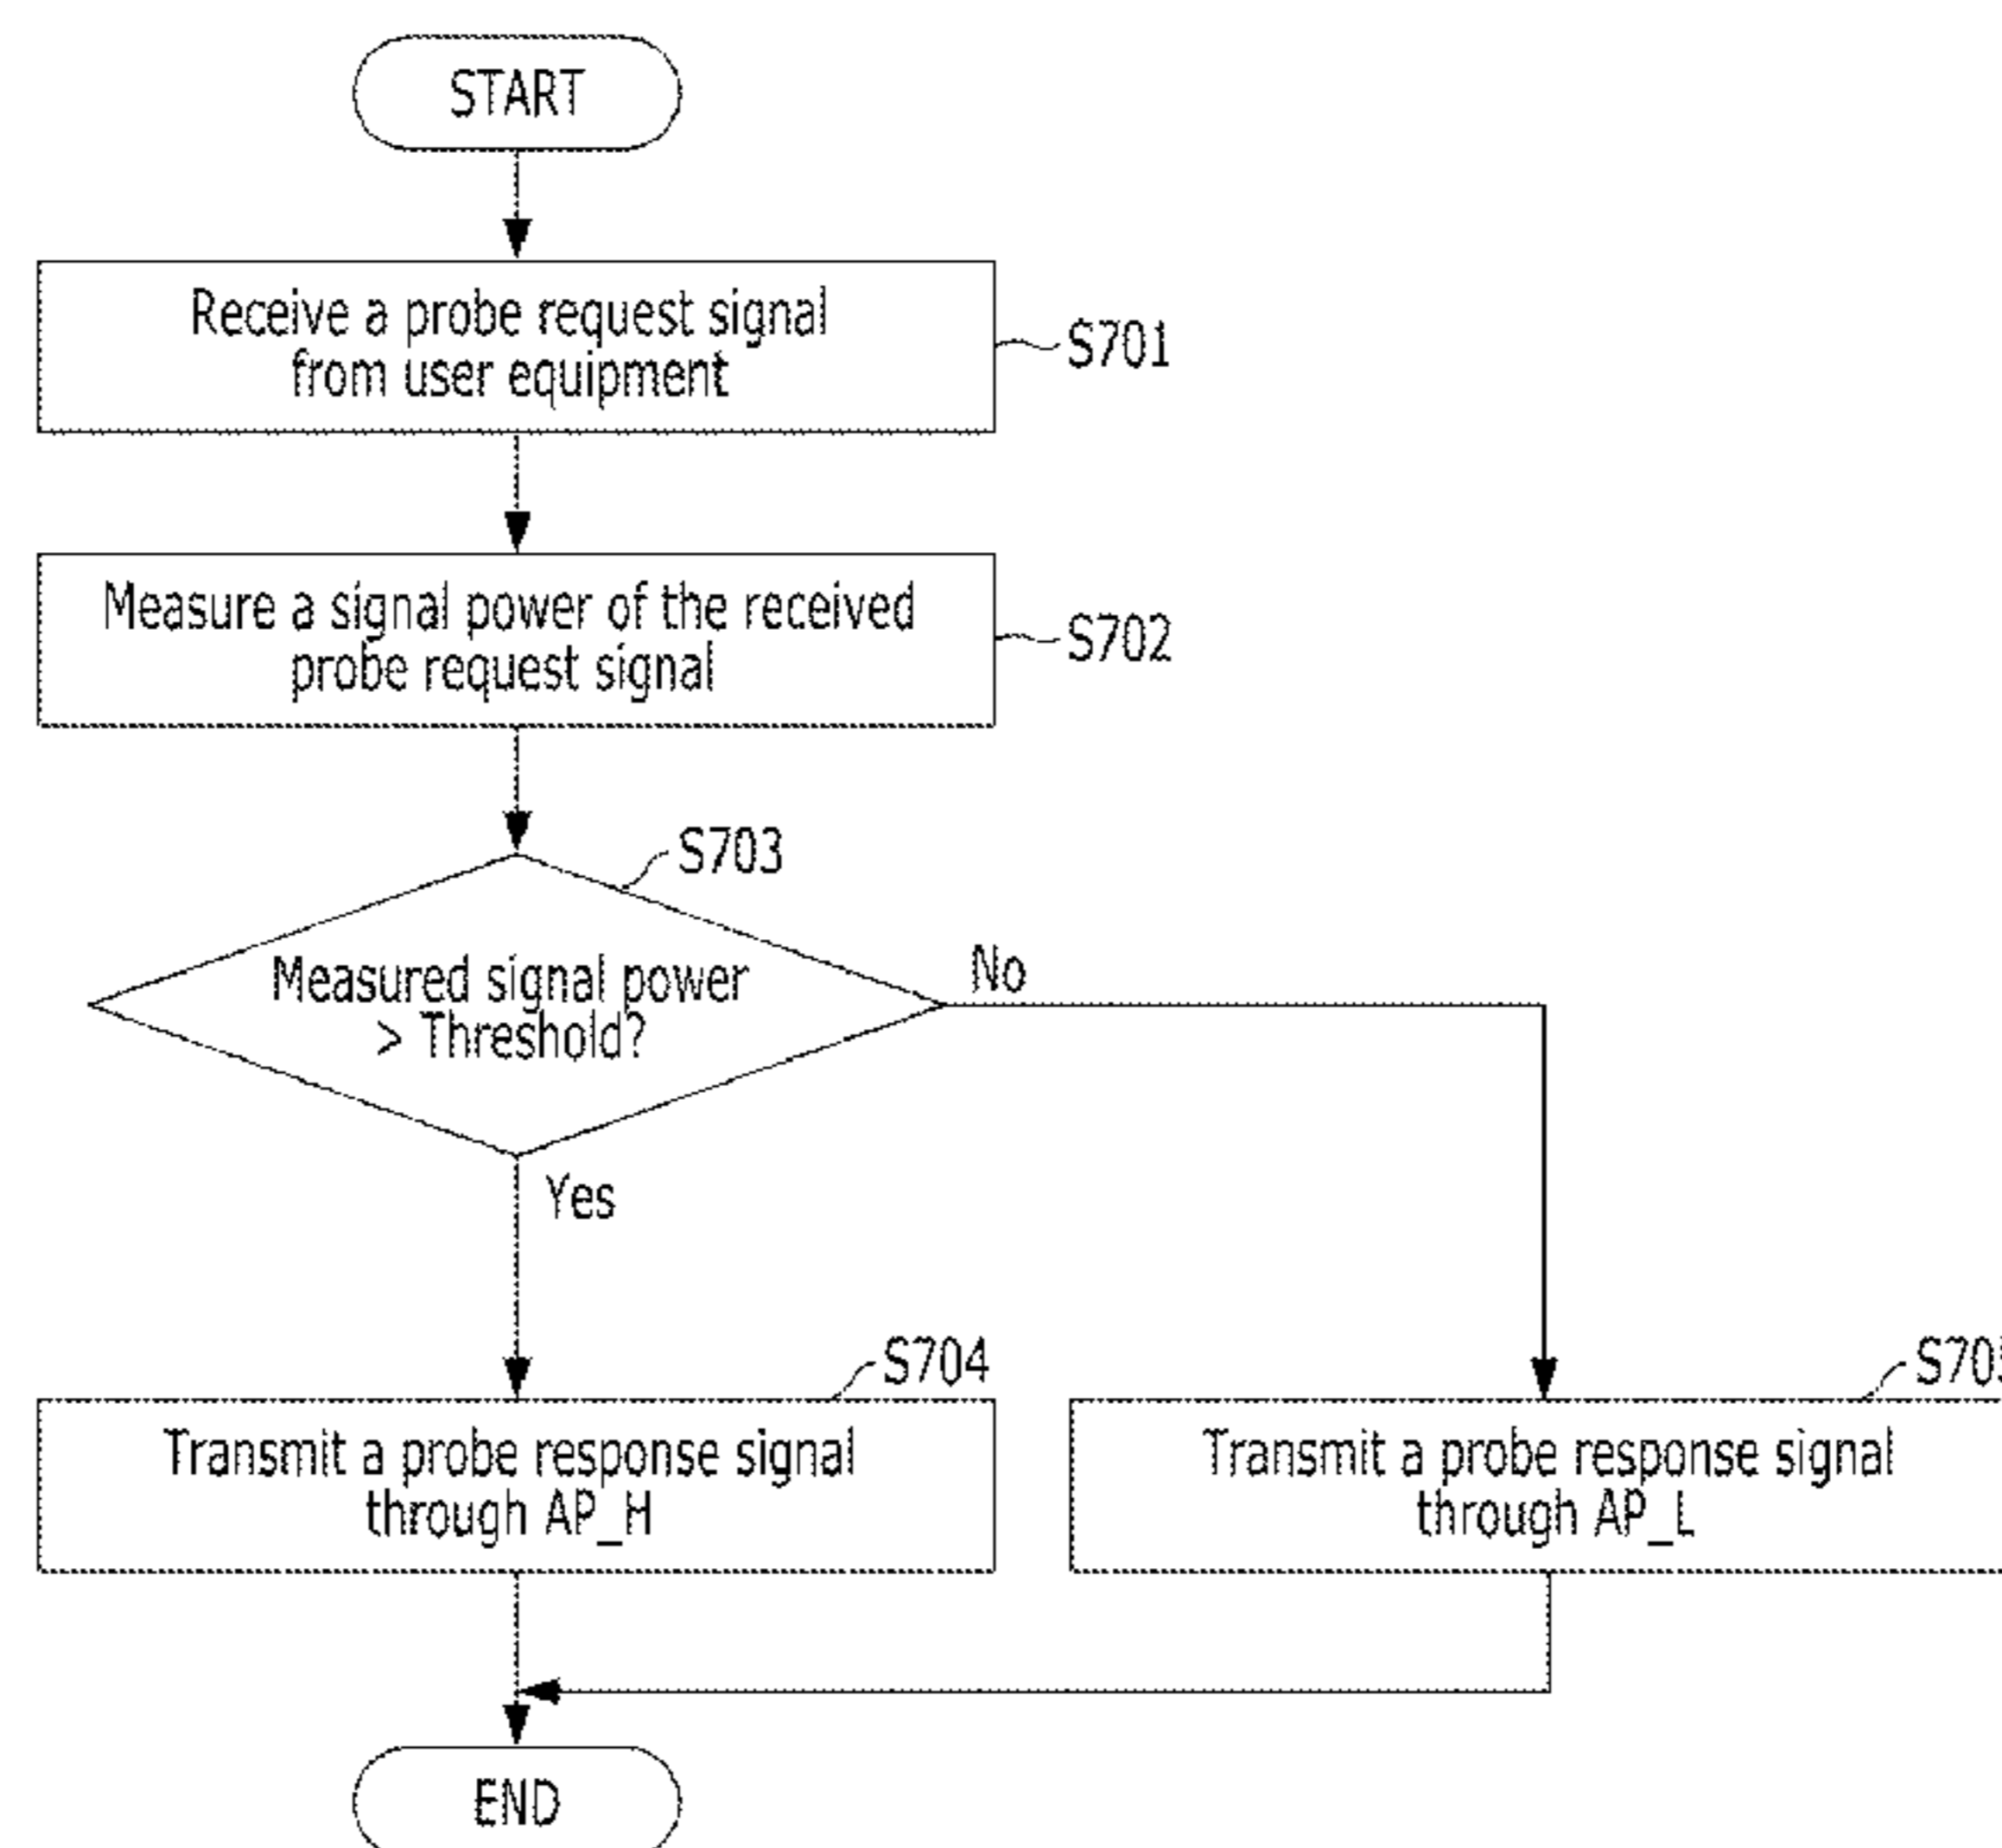 START
Receive a probe request signal
from user equipment
S701
Measure a signal power of the received
probe request signal
S702
S703
Measured signal power
> Threshold?
No
Yes
S704
Transmit a probe response signal
through AP_H
Transmit a probe response signal
through AP_L
END